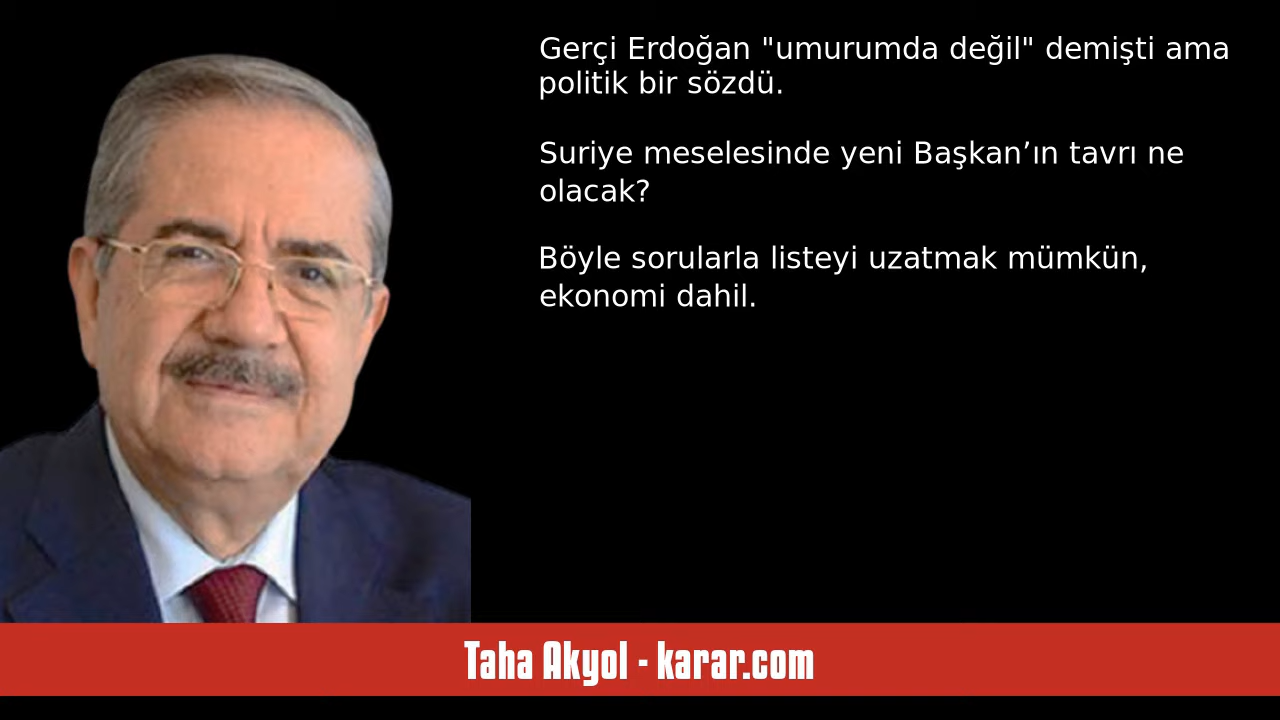 Gerçi Erdoğan "umurumda değil" demişti ama
politik bir sözdü.
Suriye meselesinde yeni Başkan’ın tavrı ne
olacak?
Böyle sorularla listeyi uzatmak mümkün,
ekonomi dahil.
Taha Akyol - karar.com